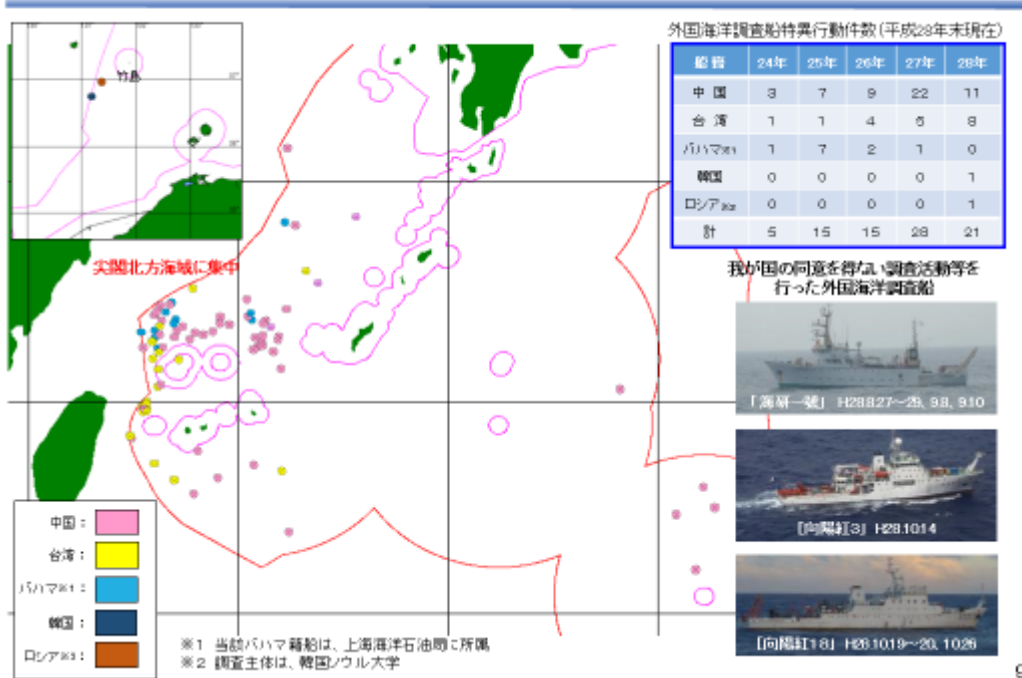 外国海洋調査船特異行動件数(平成28年末現在)
船籍 24年 25年 26年 27年 28年
中国 3 7 9 22 11
台湾 1 1 4 5 8
バハマ※1 1 7 2 1 0
韓国 0 0 0 0 1
ロシア※2 0 0 0 0 1
計 5 15 15 28 21
竹島
尖閣北方海域に集中
我が国の同意を得ない調査活動等を
行った外国海洋調査船
「海研一號」 H28.8.27~29、9.8、9.10
「向陽紅3」 H28.10.14
「向陽紅18」 H28.10.19~20、10.26
中国:
台湾:
バハマ※1:
韓国:
ロシア※2:
※1 当該バハマ籍船は、上海海洋石油局に所属
※2 調査主体は、韓国ソウル大学